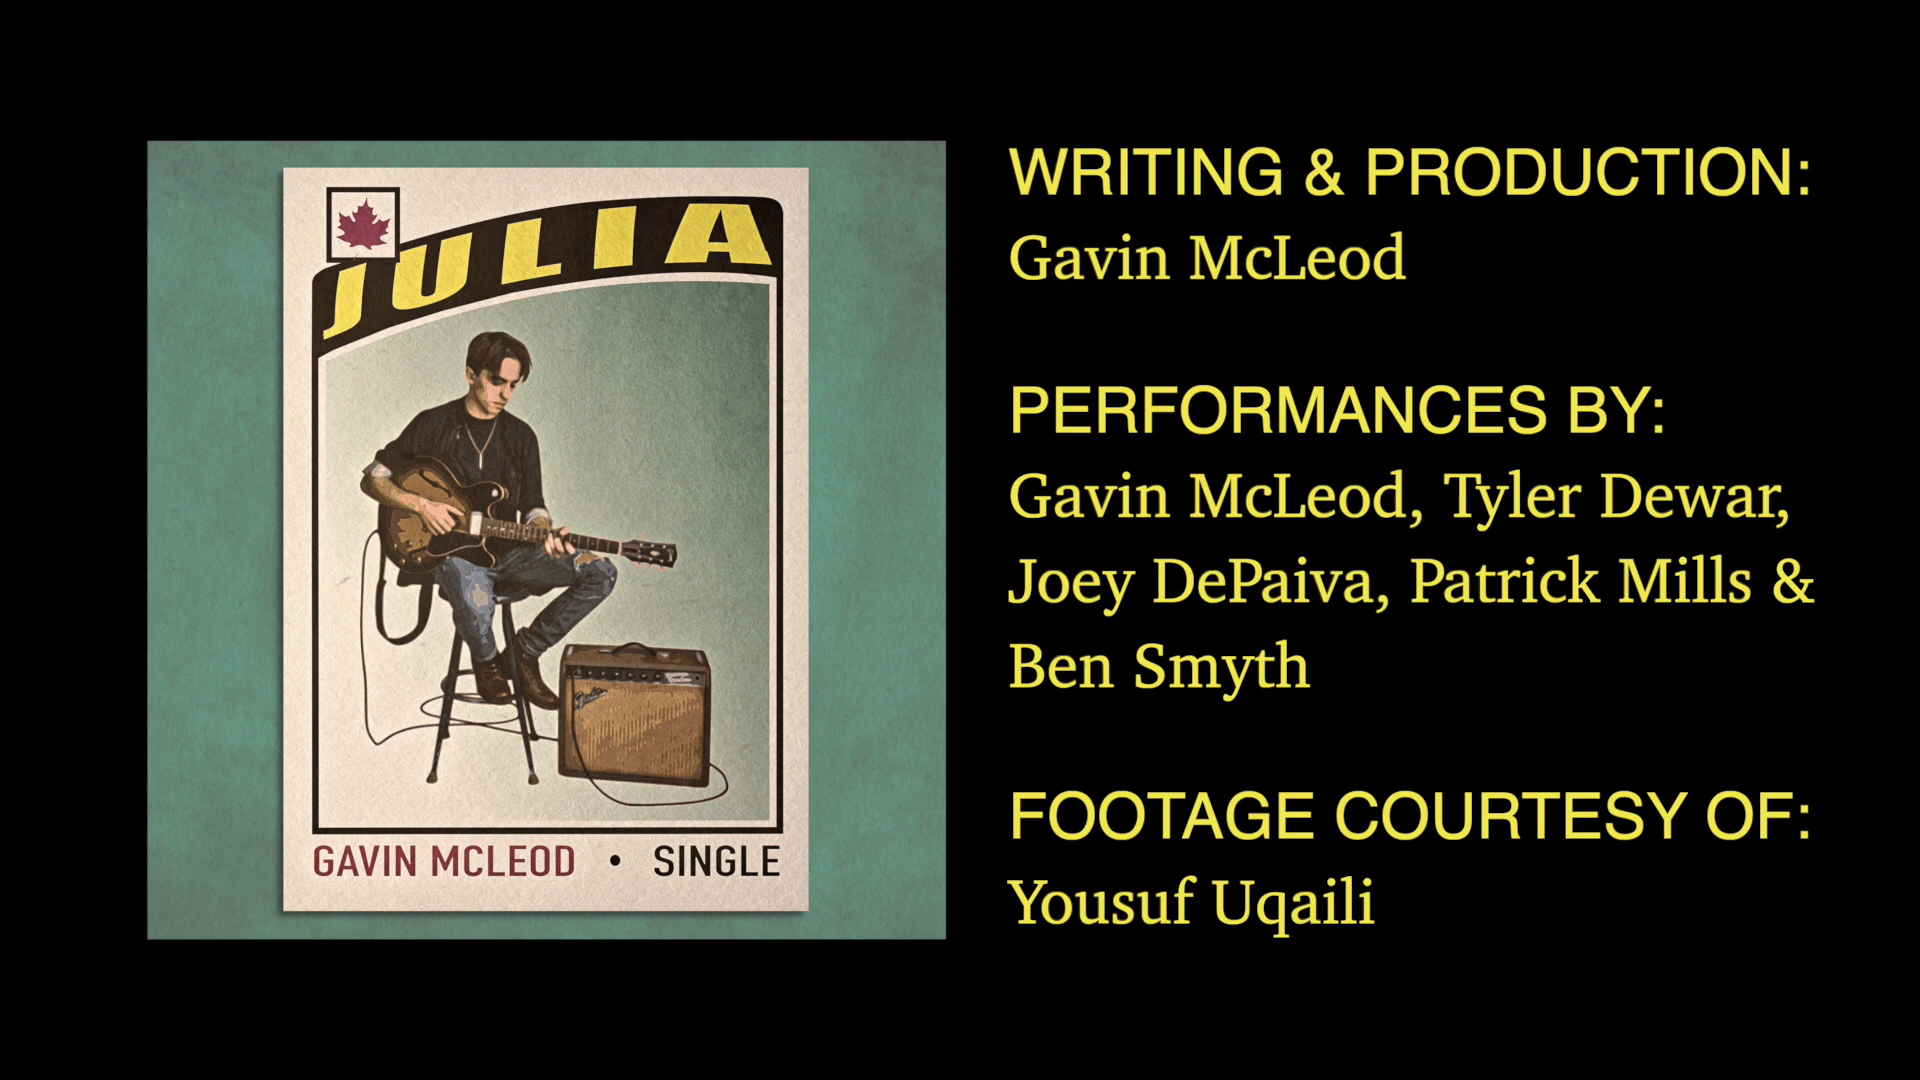 JULIA
Fender
GAVIN MCLEOD • SINGLE
WRITING & PRODUCTION:
Gavin McLeod
PERFORMANCES BY:
Gavin McLeod, Tyler Dewar,
Joey DePaiva, Patrick Mills &
Ben Smyth
FOOTAGE COURTESY OF:
Yousuf Uqaili